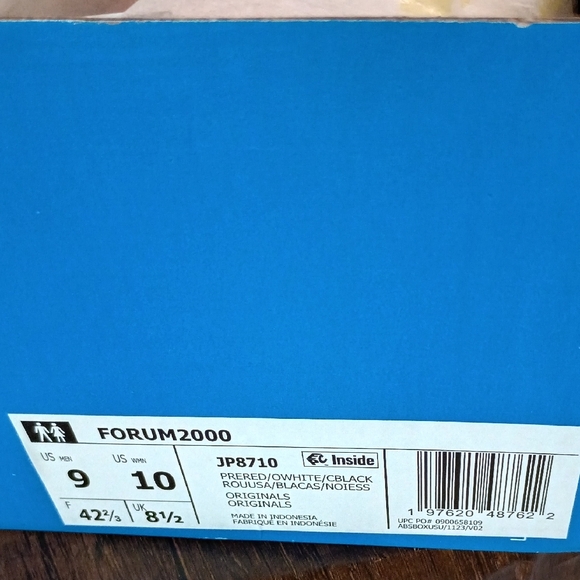 FORUM2000
US MEN 9 US WMN 10
F 42⅔ UK 8½
JP8710 Inside
PRERED/OWHITE/CBLACK
ROUUSA/BLACAS/NOIESS
ORIGINALS
ORIGINALS
MADE IN INDONESIA
FABRIQUÉ EN INDONÉSIE
1 97620 48762 2
UPC PO# 0900658109
ABSBOXUSU/1123/V02